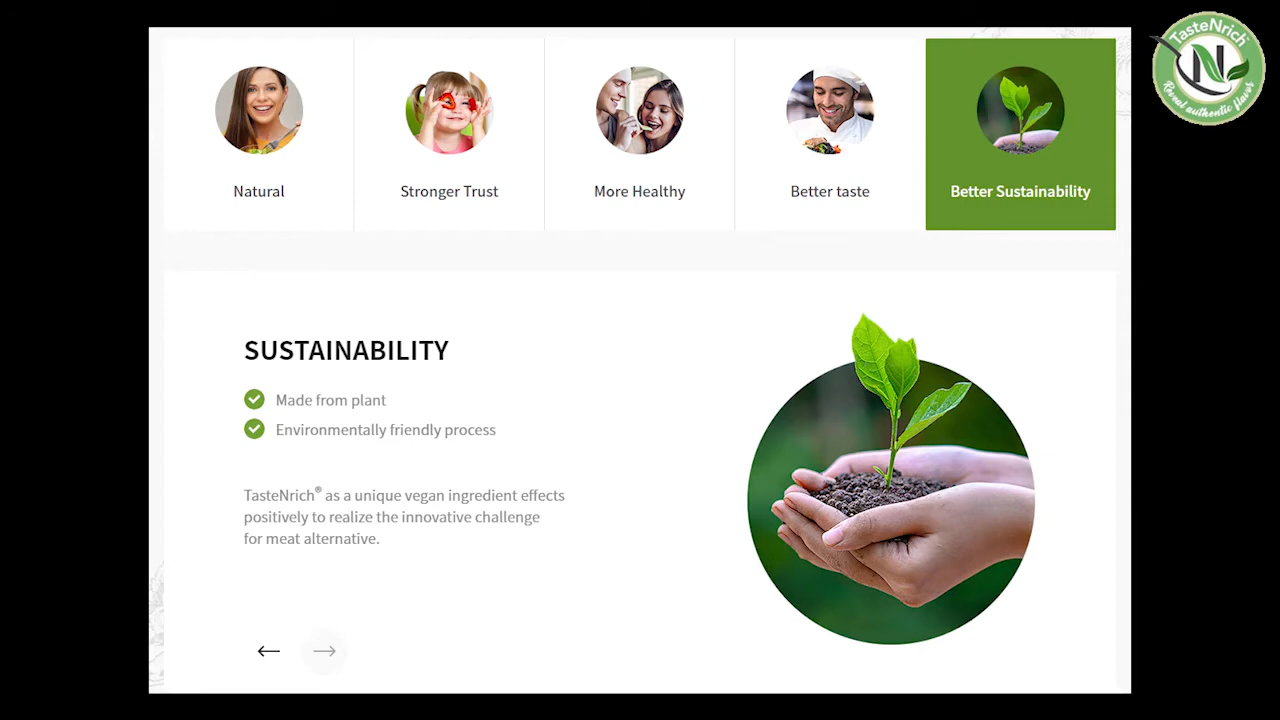 TasteNrich
N
Reveal authentic flavor
Natural
Stronger Trust
More Healthy
Better taste
Better Sustainability
SUSTAINABILITY
Made from plant
Environmentally friendly process
TasteNrich® as a unique vegan ingredient effects
positively to realize the innovative challenge
for meat alternative.